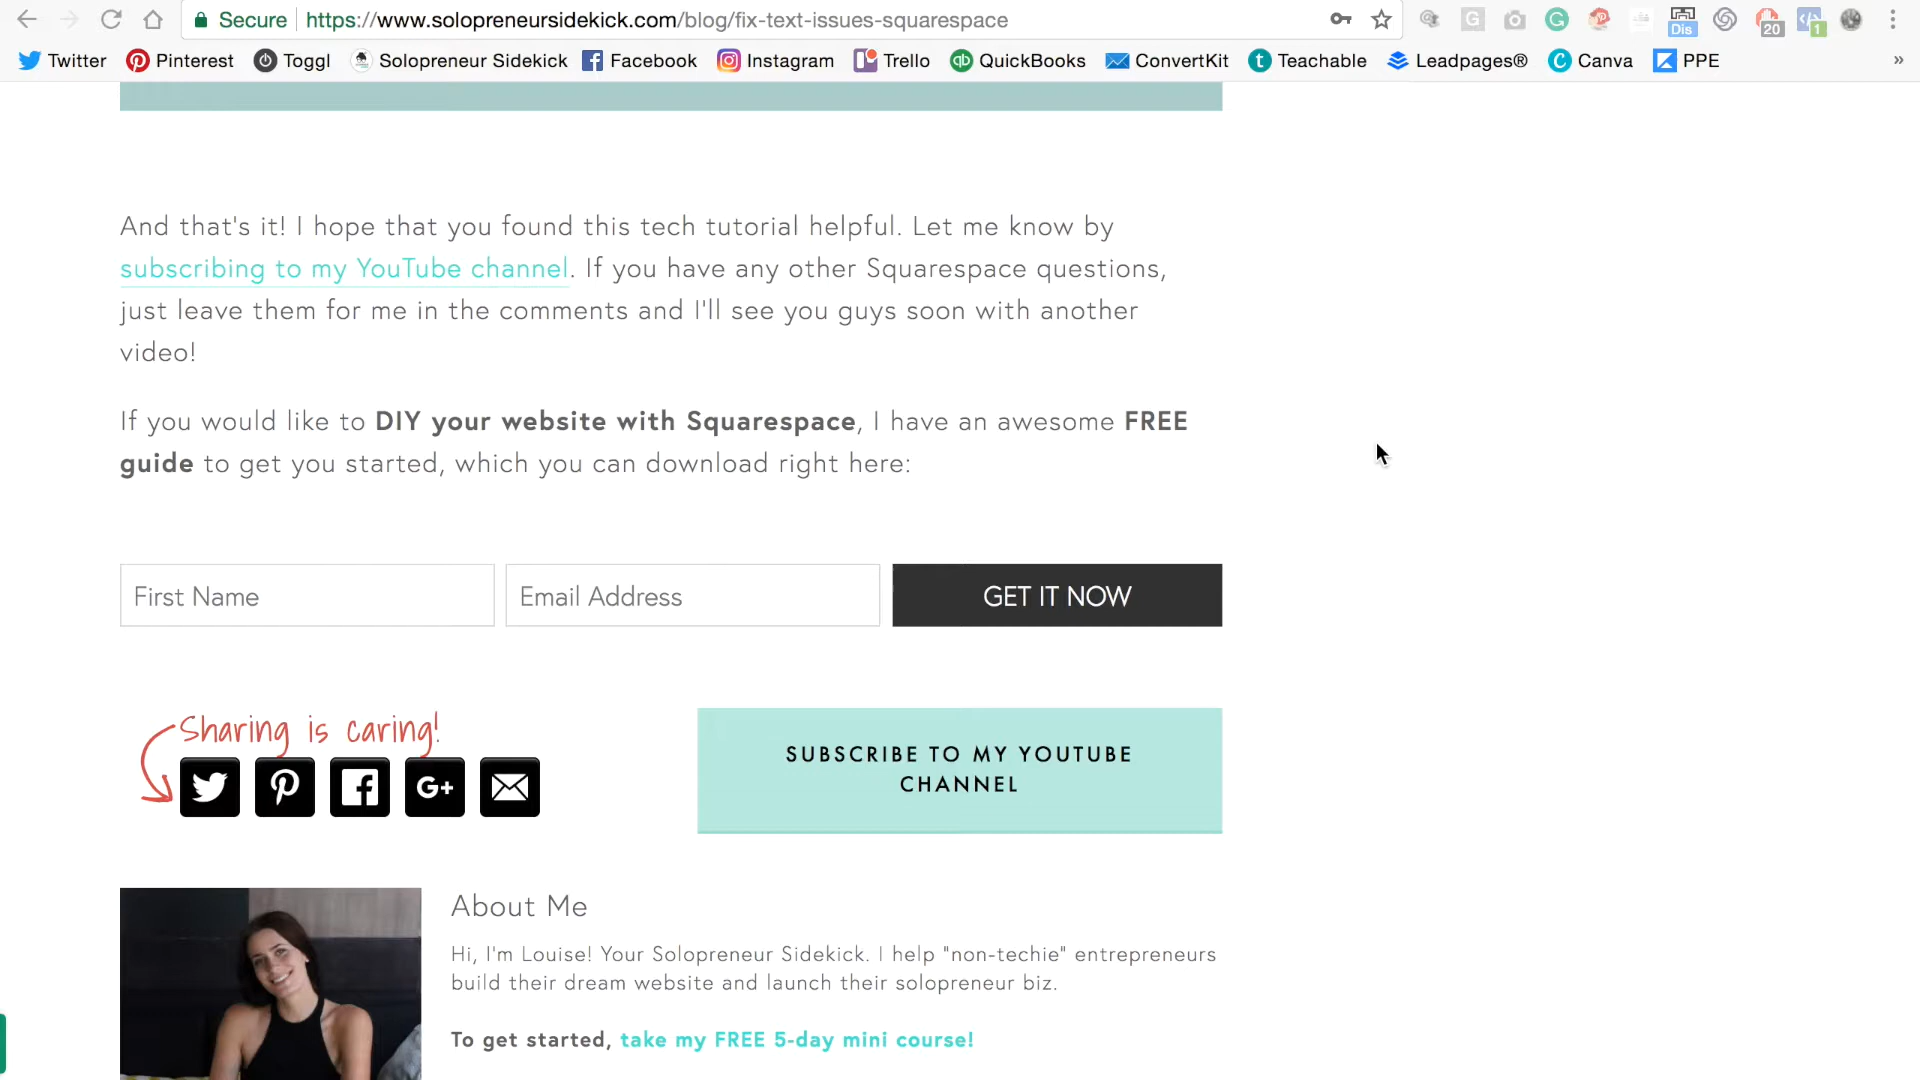 Secure https://www.solopreneursidekick.com/blog/fix-text-issues-squarespace
Dis 20 1
Twitter Pinterest Toggl Solopreneur Sidekick Facebook Instagram Trello QuickBooks ConvertKit Teachable Leadpages® Canva PPE »
And that's it! I hope that you found this tech tutorial helpful. Let me know by
subscribing to my YouTube channel. If you have any other Squarespace questions,
just leave them for me in the comments and I'll see you guys soon with another
video!
If you would like to DIY your website with Squarespace, I have an awesome FREE
guide to get you started, which you can download right here:
First Name Email Address GET IT NOW
Sharing is caring!
G+
SUBSCRIBE TO MY YOUTUBE
CHANNEL
About Me
Hi, I'm Louise! Your Solopreneur Sidekick. I help "non-techie" entrepreneurs
build their dream website and launch their solopreneur biz.
To get started, take my FREE 5-day mini course!